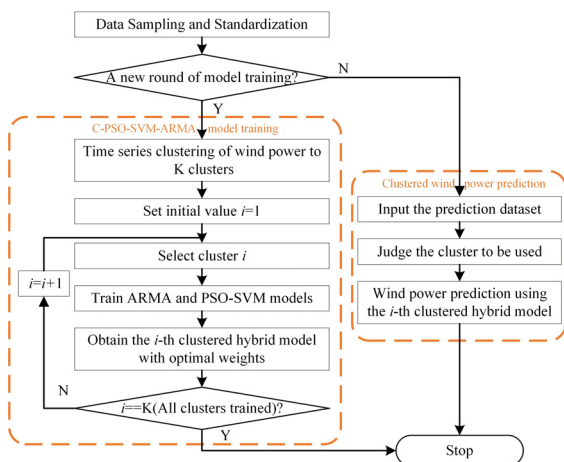 Data Sampling and Standardization
A new round of model training?
N
Y
C-PSO-SVM-ARMA model training
Time series clustering of wind power to
K clusters
Set initial value i=1
Select cluster i
i=i+1
Train ARMA and PSO-SVM models
Obtain the i-th clustered hybrid model
with optimal weights
N
i==K(All clusters trained)?
Y
Clustered wind power prediction
Input the prediction dataset
Judge the cluster to be used
Wind power prediction using
the i-th clustered hybrid model
Stop